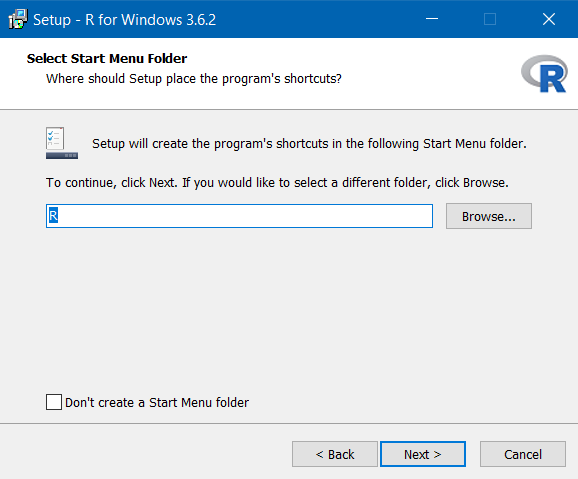 Setup - R for Windows 3.6.2
Select Start Menu Folder
Where should Setup place the program's shortcuts?
R
Setup will create the program's shortcuts in the following Start Menu folder.
To continue, click Next. If you would like to select a different folder, click Browse.
R
Browse...
Don't create a Start Menu folder
< Back
Next >
Cancel